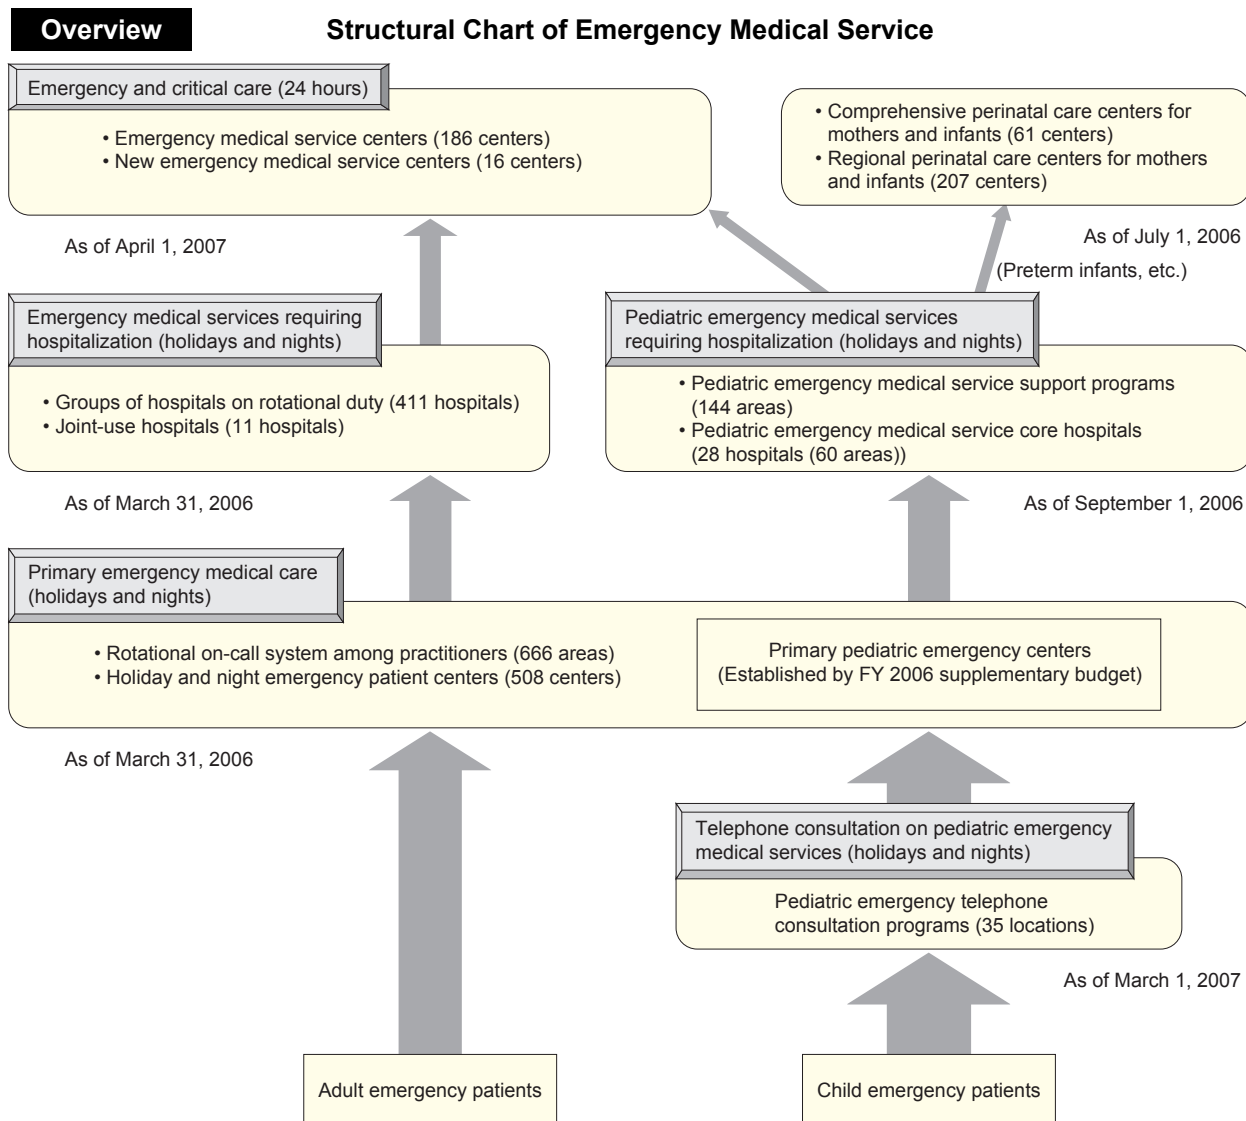 Overview
Structural Chart of Emergency Medical Service
Emergency and critical care (24 hours)
• Emergency medical service centers (186 centers)
• New emergency medical service centers (16 centers)
As of April 1, 2007
• Comprehensive perinatal care centers for
mothers and infants (61 centers)
• Regional perinatal care centers for mothers
and infants (207 centers)
As of July 1, 2006
(Preterm infants, etc.)
Emergency medical services requiring
hospitalization (holidays and nights)
• Groups of hospitals on rotational duty (411 hospitals)
• Joint-use hospitals (11 hospitals)
As of March 31, 2006
Pediatric emergency medical services
requiring hospitalization (holidays and nights)
• Pediatric emergency medical service support programs
(144 areas)
• Pediatric emergency medical service core hospitals
(28 hospitals (60 areas))
As of September 1, 2006
Primary emergency medical care
(holidays and nights)
• Rotational on-call system among practitioners (666 areas)
• Holiday and night emergency patient centers (508 centers)
Primary pediatric emergency centers
(Established by FY 2006 supplementary budget)
As of March 31, 2006
Telephone consultation on pediatric emergency
medical services (holidays and nights)
Pediatric emergency telephone
consultation programs (35 locations)
As of March 1, 2007
Adult emergency patients
Child emergency patients